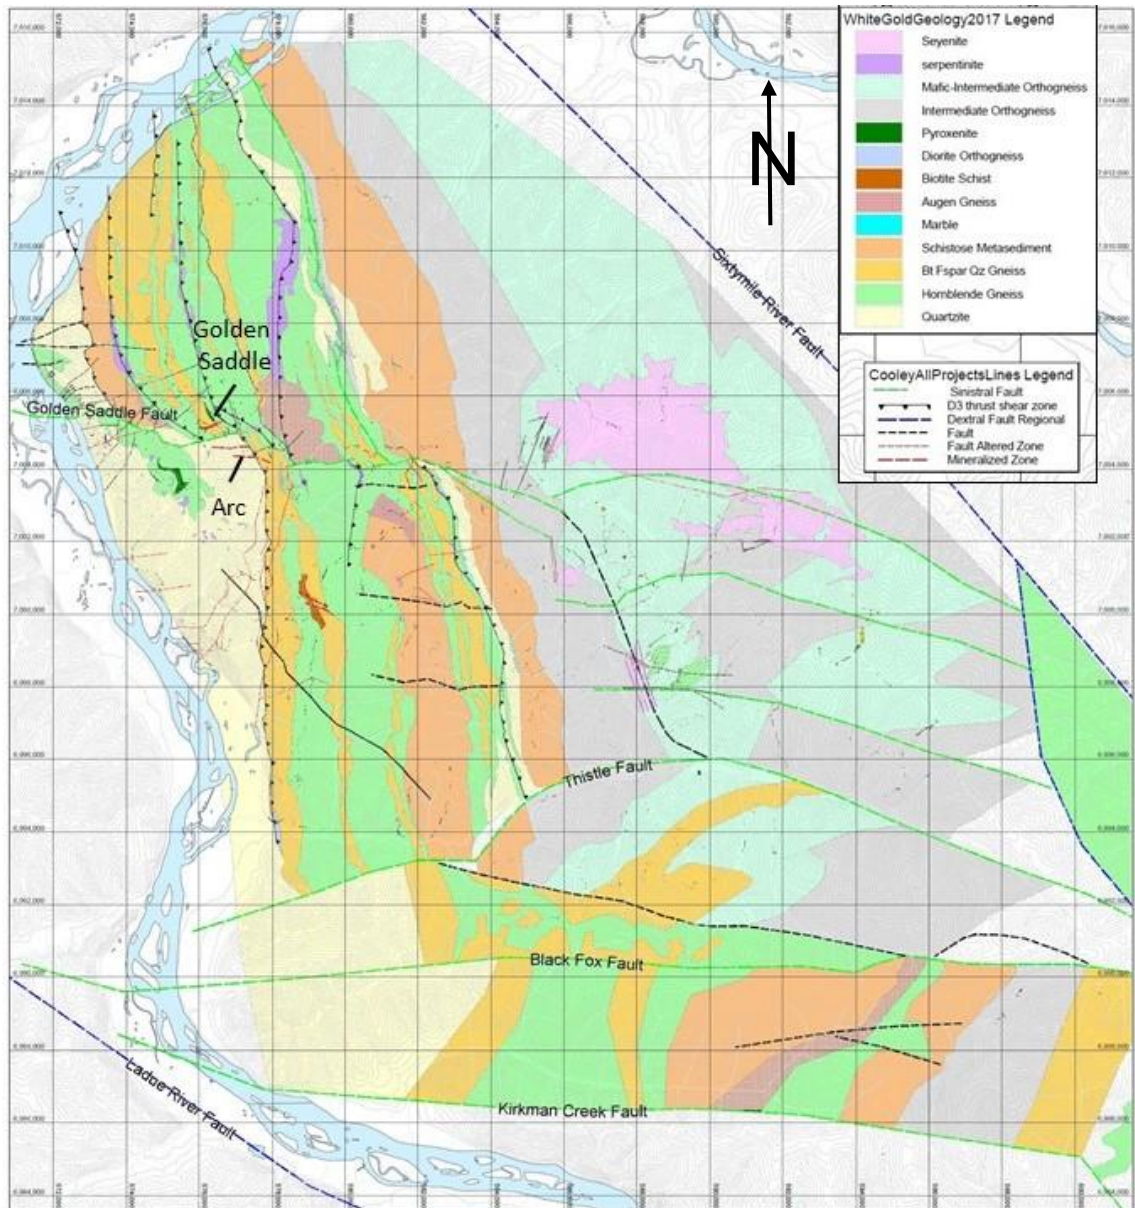 WhiteGoldGeology2017 Legend
Seyenite
serpentinite
Mafic-Intermediate Orthogneiss
Intermediate Orthogneiss
Pyroxenite
Diorite Orthogneiss
Biotite Schist
Augen Gneiss
Marble
Schistose Metasediment
Bt Fspar Qz Gneiss
Hornblende Gneiss
Quartzite
CooleyAllProjectsLines Legend
Sinistral Fault
D3 thrust shear zone
Dextral Fault Regional
Fault
Fault Altered Zone
Mineralized Zone
N
Sixtymile River Fault
Golden
Saddle
Golden Saddle Fault
Arc
Thistle Fault
Black Fox Fault
Kirkman Creek Fault
Ladue River Fault